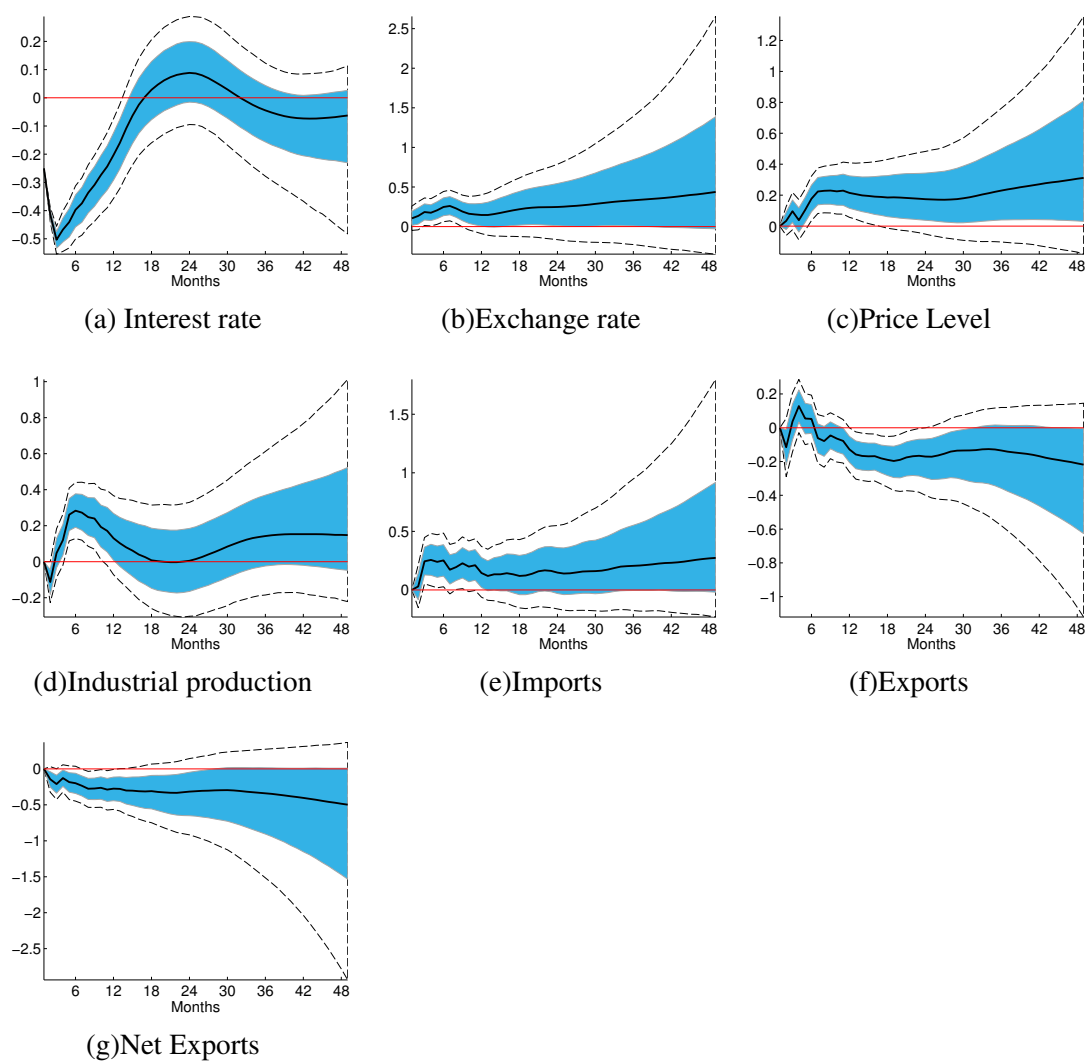 0.2
0.1
0
−0.1
−0.2
−0.3
−0.4
−0.5
6 12 18 24 30 36 42 48
Months
(a) Interest rate
2.5
2
1.5
1
0.5
0
6 12 18 24 30 36 42 48
Months
(b)Exchange rate
1.2
1
0.8
0.6
0.4
0.2
0
6 12 18 24 30 36 42 48
Months
(c)Price Level
1
0.8
0.6
0.4
0.2
0
−0.2
6 12 18 24 30 36 42 48
Months
(d)Industrial production
1.5
1
0.5
0
6 12 18 24 30 36 42 48
Months
(e)Imports
0.2
0
−0.2
−0.4
−0.6
−0.8
−1
6 12 18 24 30 36 42 48
Months
(f)Exports
0
−0.5
−1
−1.5
−2
−2.5
6 12 18 24 30 36 42 48
Months
(g)Net Exports